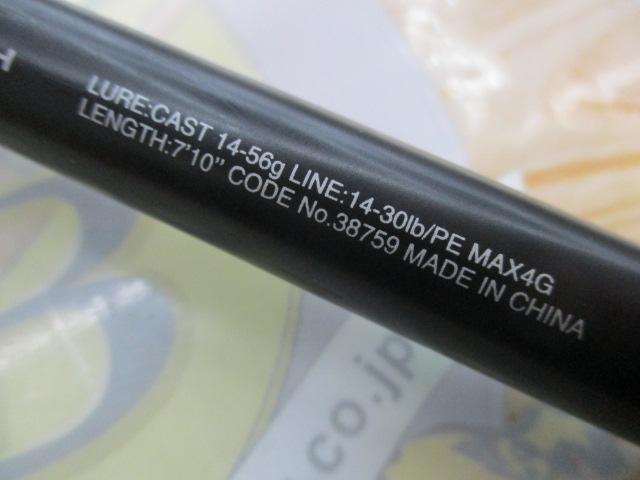 H
LURE:CAST 14-56g LINE:14-30lb/PE MAX4G
LENGTH:7'10" CODE No.38759 MADE IN CHINA
.co.jp